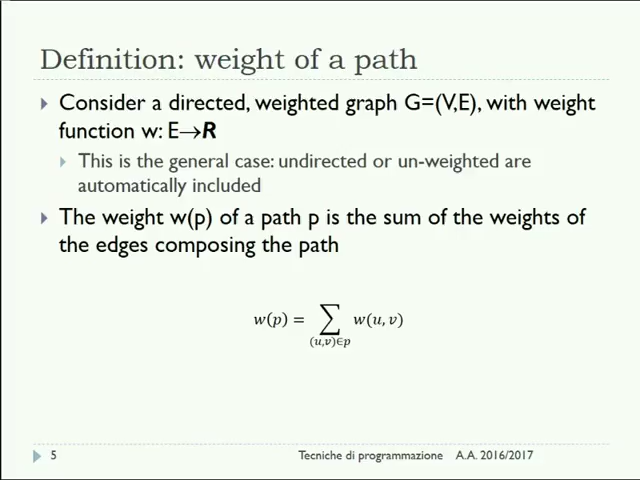 Definition: weight of a path
Consider a directed, weighted graph G=(V,E), with weight
function w: E→R
This is the general case: undirected or un-weighted are
automatically included
The weight w(p) of a path p is the sum of the weights of
the edges composing the path
w(p) = ∑ w(u, v)
(u,v)∈p
5 Tecniche di programmazione A.A. 2016/2017